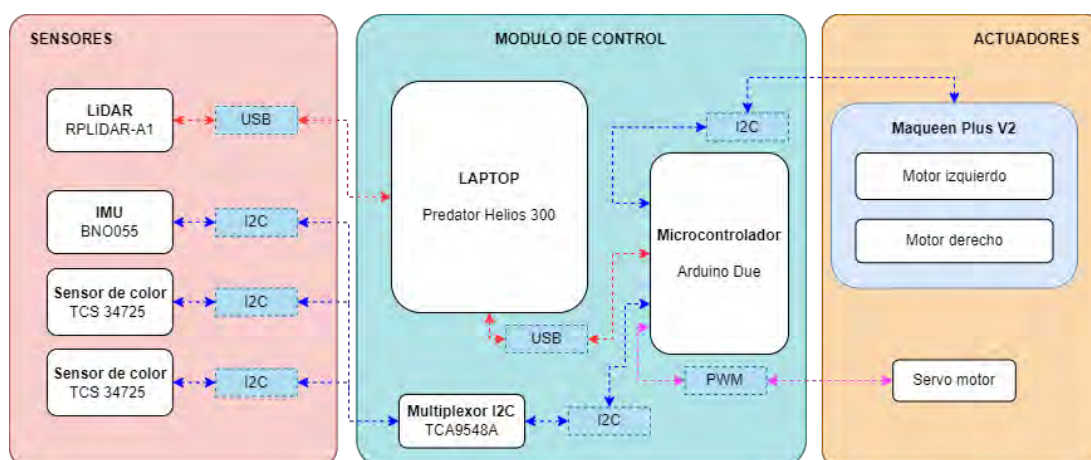 SENSORES
LiDAR
RPLIDAR-A1
USB
IMU
BNO055
I2C
Sensor de color
TCS 34725
I2C
Sensor de color
TCS 34725
I2C
MODULO DE CONTROL
LAPTOP
Predator Helios 300
I2C
Microcontrolador
Arduino Due
USB
PWM
Multiplexor I2C
TCA9548A
I2C
ACTUADORES
Maqueen Plus V2
Motor izquierdo
Motor derecho
Servo motor